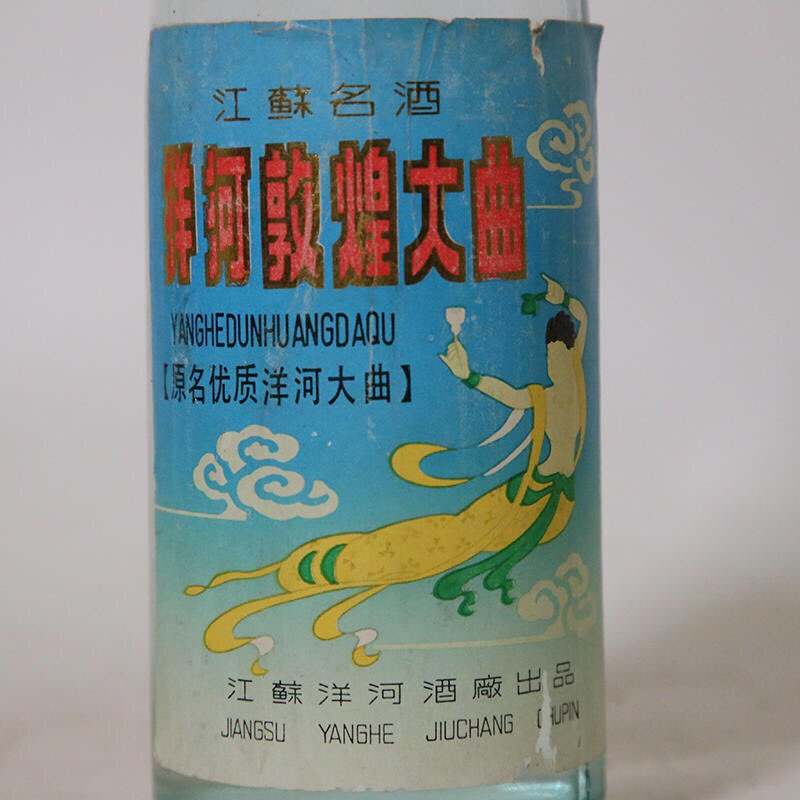 江蘇名酒
洋河敦煌大曲
YANGHEDUNHUANGDAQU
【原名优质洋河大曲】
江蘇洋河酒廠出品
JIANGSU YANGHE JIUCHANG CHUPIN